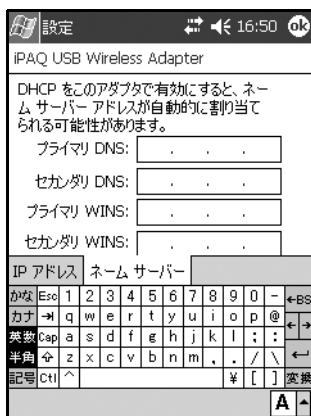 設定 16:50 ok
iPAQ USB Wireless Adapter
DHCP をこのアダプタで有効にすると、ネー
ム サーバー アドレスが自動的に割り当て
られる可能性があります。
プライマリ DNS: . . .
セカンダリ DNS: . . .
プライマリ WINS: . . .
セカンダリ WINS: . . .
IP アドレス ネーム サーバー
かな Esc 1 2 3 4 5 6 7 8 9 0 - ←BS
カナ →| q w e r t y u i o p @ ← →
英数 Cap a s d f g h j k l ; :
半角 ⇧ z x c v b n m , . / \ ↵
記号 Ctl ^ ¥ [ ] 変換
A